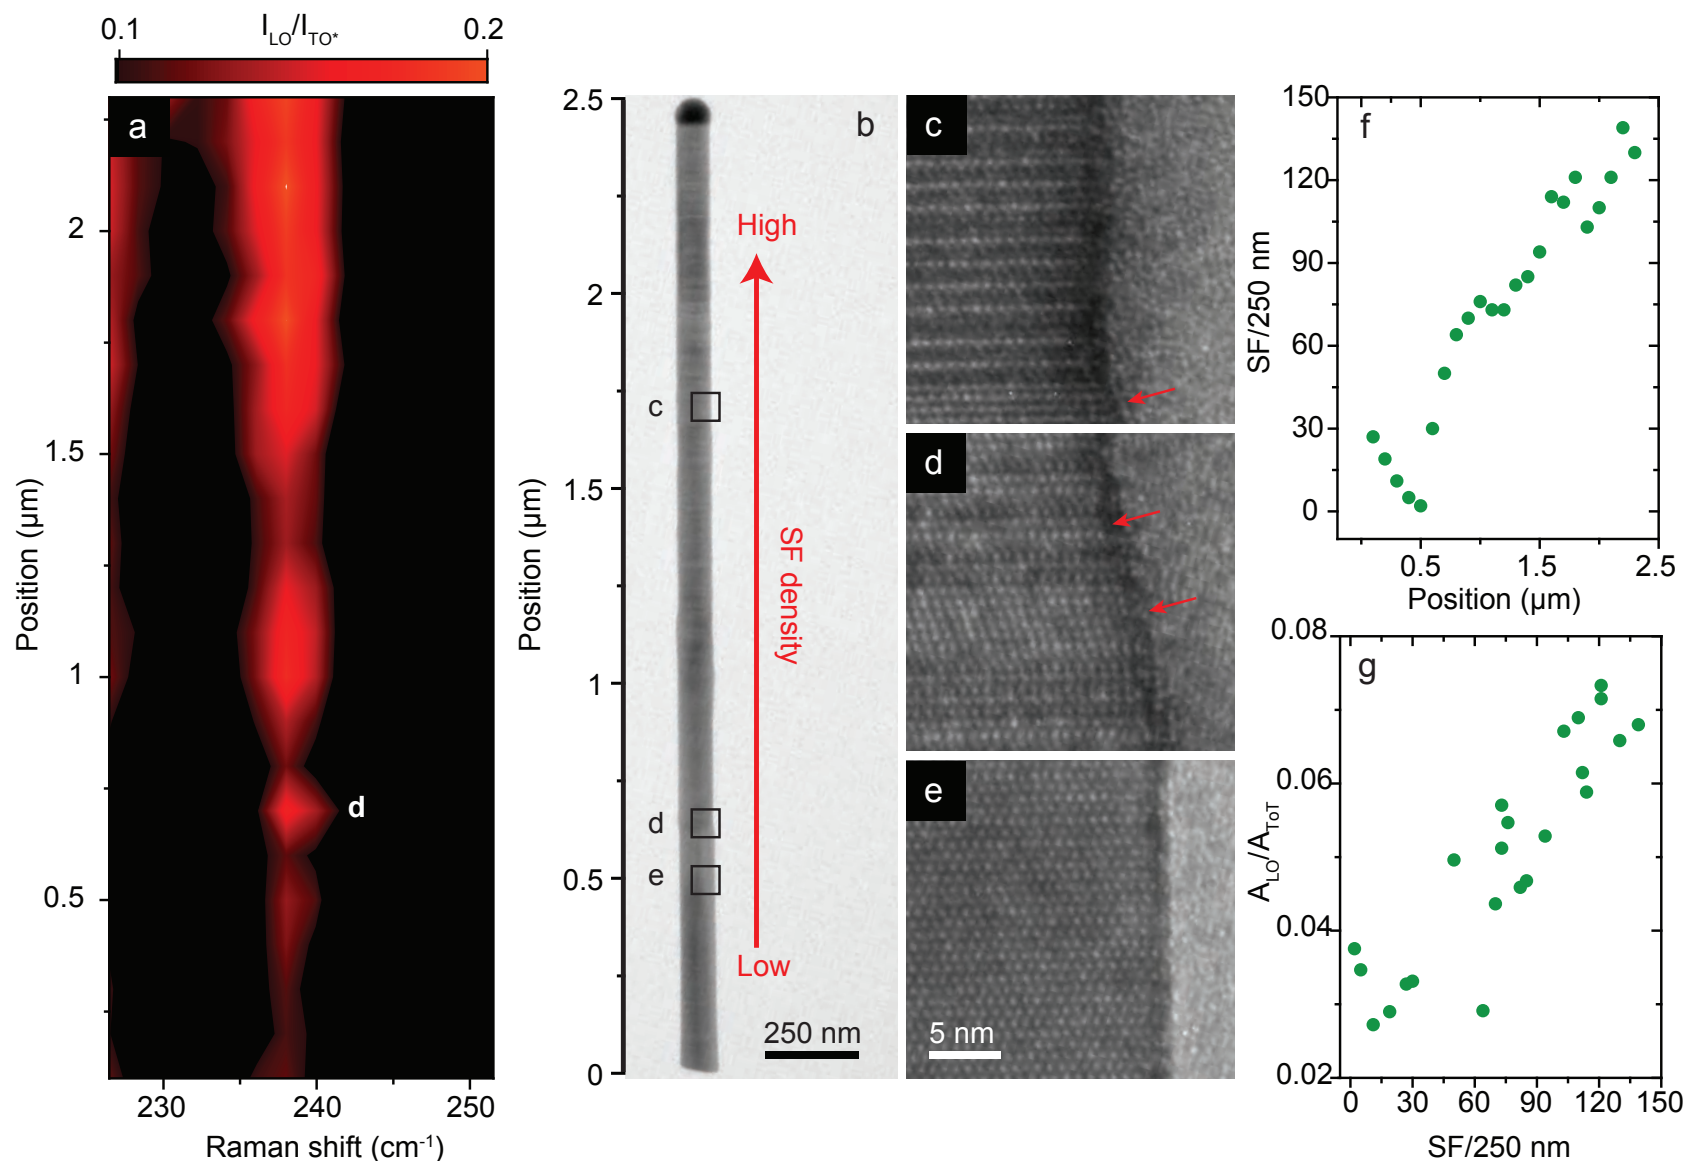 0.1 I_LO/I_TO* 0.2
a
2
1.5
1
0.5
Position (µm)
d
230 240 250
Raman shift (cm⁻¹)
b
2.5
2
1.5
1
0.5
0
Position (µm)
High
SF density
Low
c
d
e
250 nm
c
d
e
5 nm
f
150
120
90
60
30
0
SF/250 nm
0.5 1.5 2.5
Position (µm)
g
0.08
0.06
0.04
0.02
A_LO/A_ToT
0 30 60 90 120 150
SF/250 nm